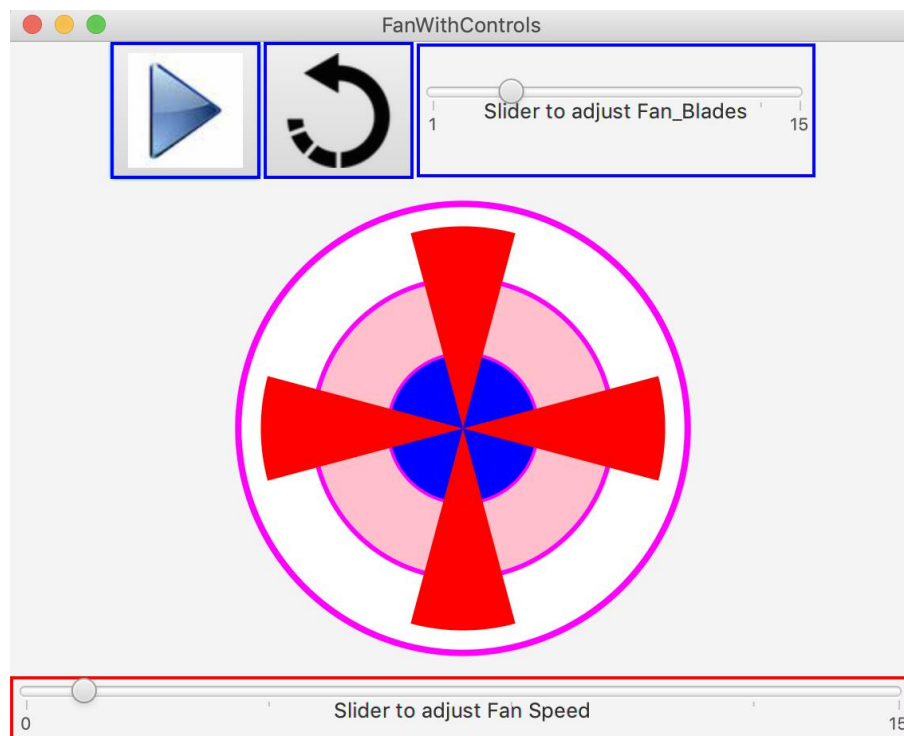 FanWithControls
Slider to adjust Fan_Blades
1 15
Slider to adjust Fan Speed
0 15